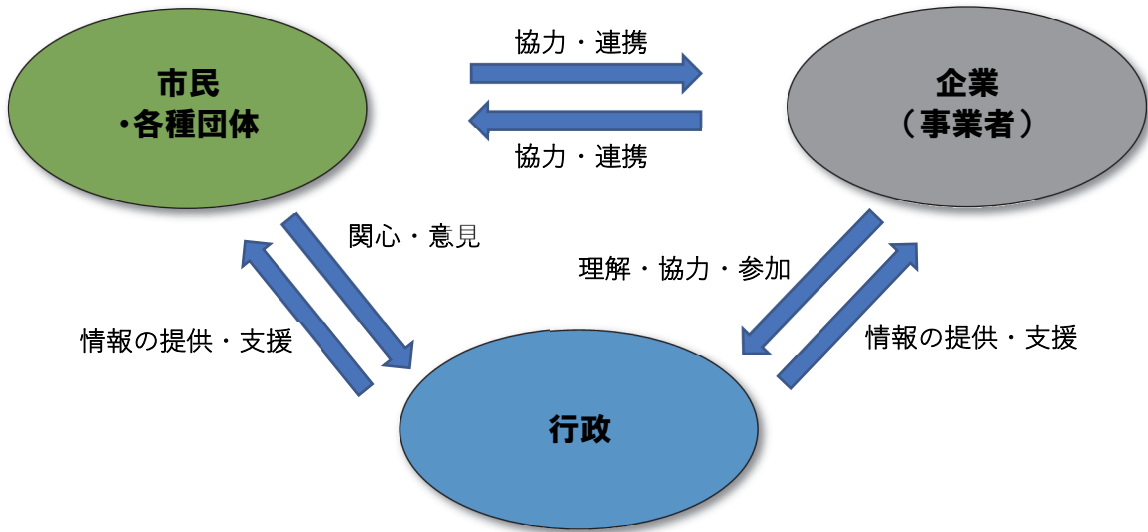 協力・連携
市民
・各種団体
企業
（事業者）
協力・連携
関心・意見
理解・協力・参加
情報の提供・支援
情報の提供・支援
行政